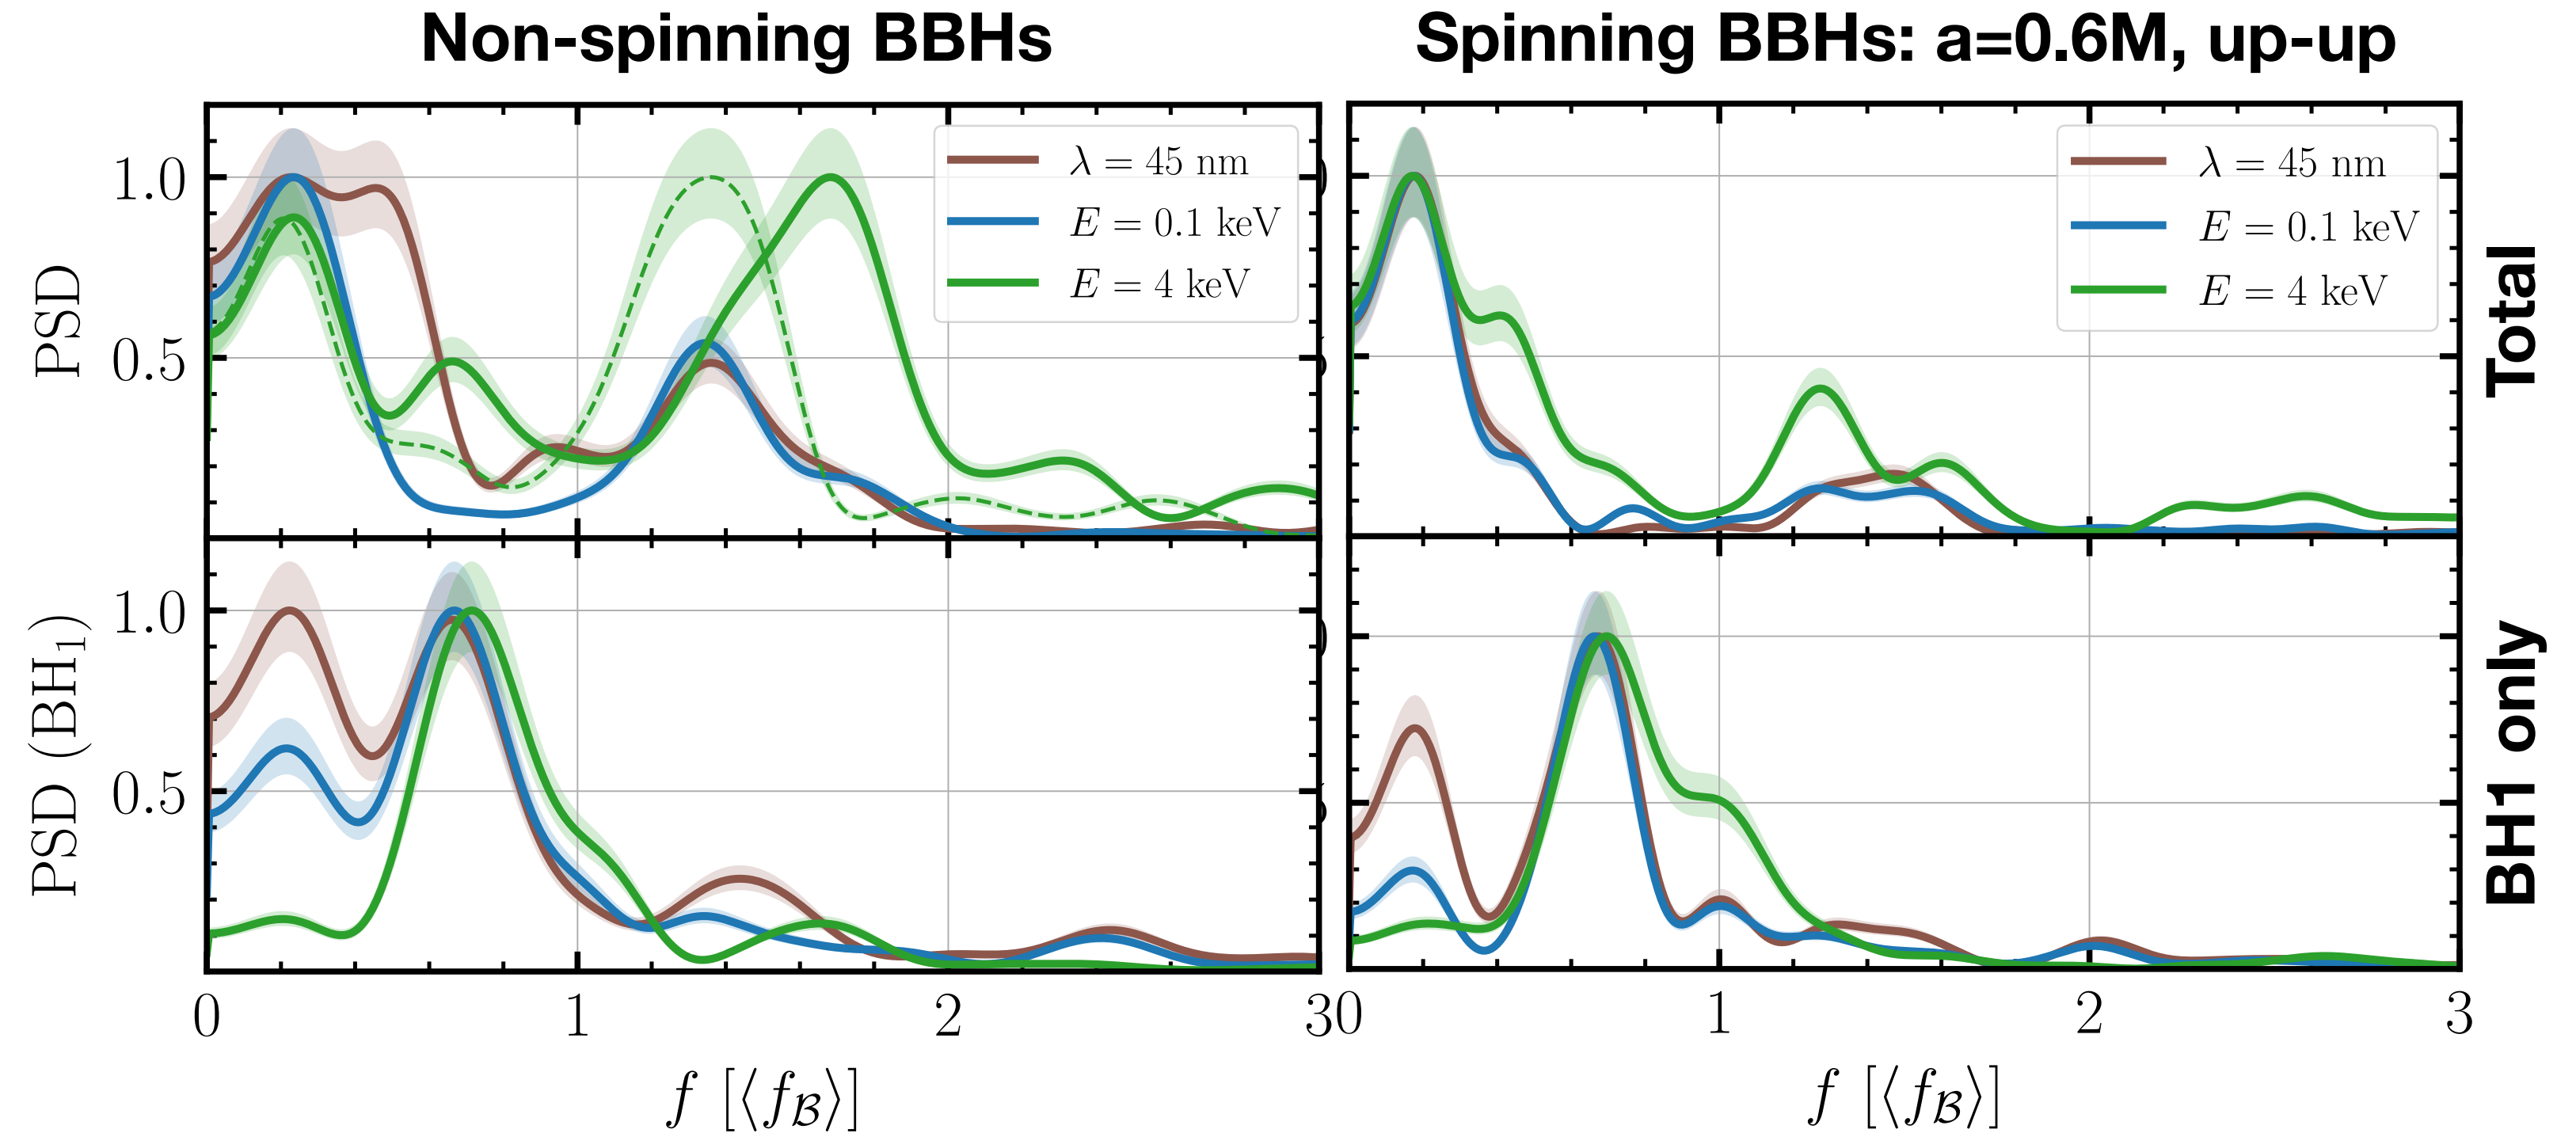 Non-spinning BBHs
Spinning BBHs: a=0.6M, up-up
PSD
1.0
0.5
λ = 45 nm
E = 0.1 keV
E = 4 keV
λ = 45 nm
E = 0.1 keV
E = 4 keV
Total
PSD (BH₁)
1.0
0.5
BH1 only
0 1 2 3
0 1 2 3
f [⟨f_ℬ⟩]
f [⟨f_ℬ⟩]